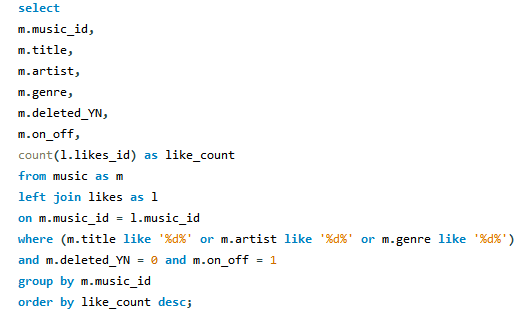 select
m.music_id,
m.title,
m.artist,
m.genre,
m.deleted_YN,
m.on_off,
count(l.likes_id) as like_count
from music as m
left join likes as l
on m.music_id = l.music_id
where (m.title like '%d%' or m.artist like '%d%' or m.genre like '%d%')
and m.deleted_YN = 0 and m.on_off = 1
group by m.music_id
order by like_count desc;